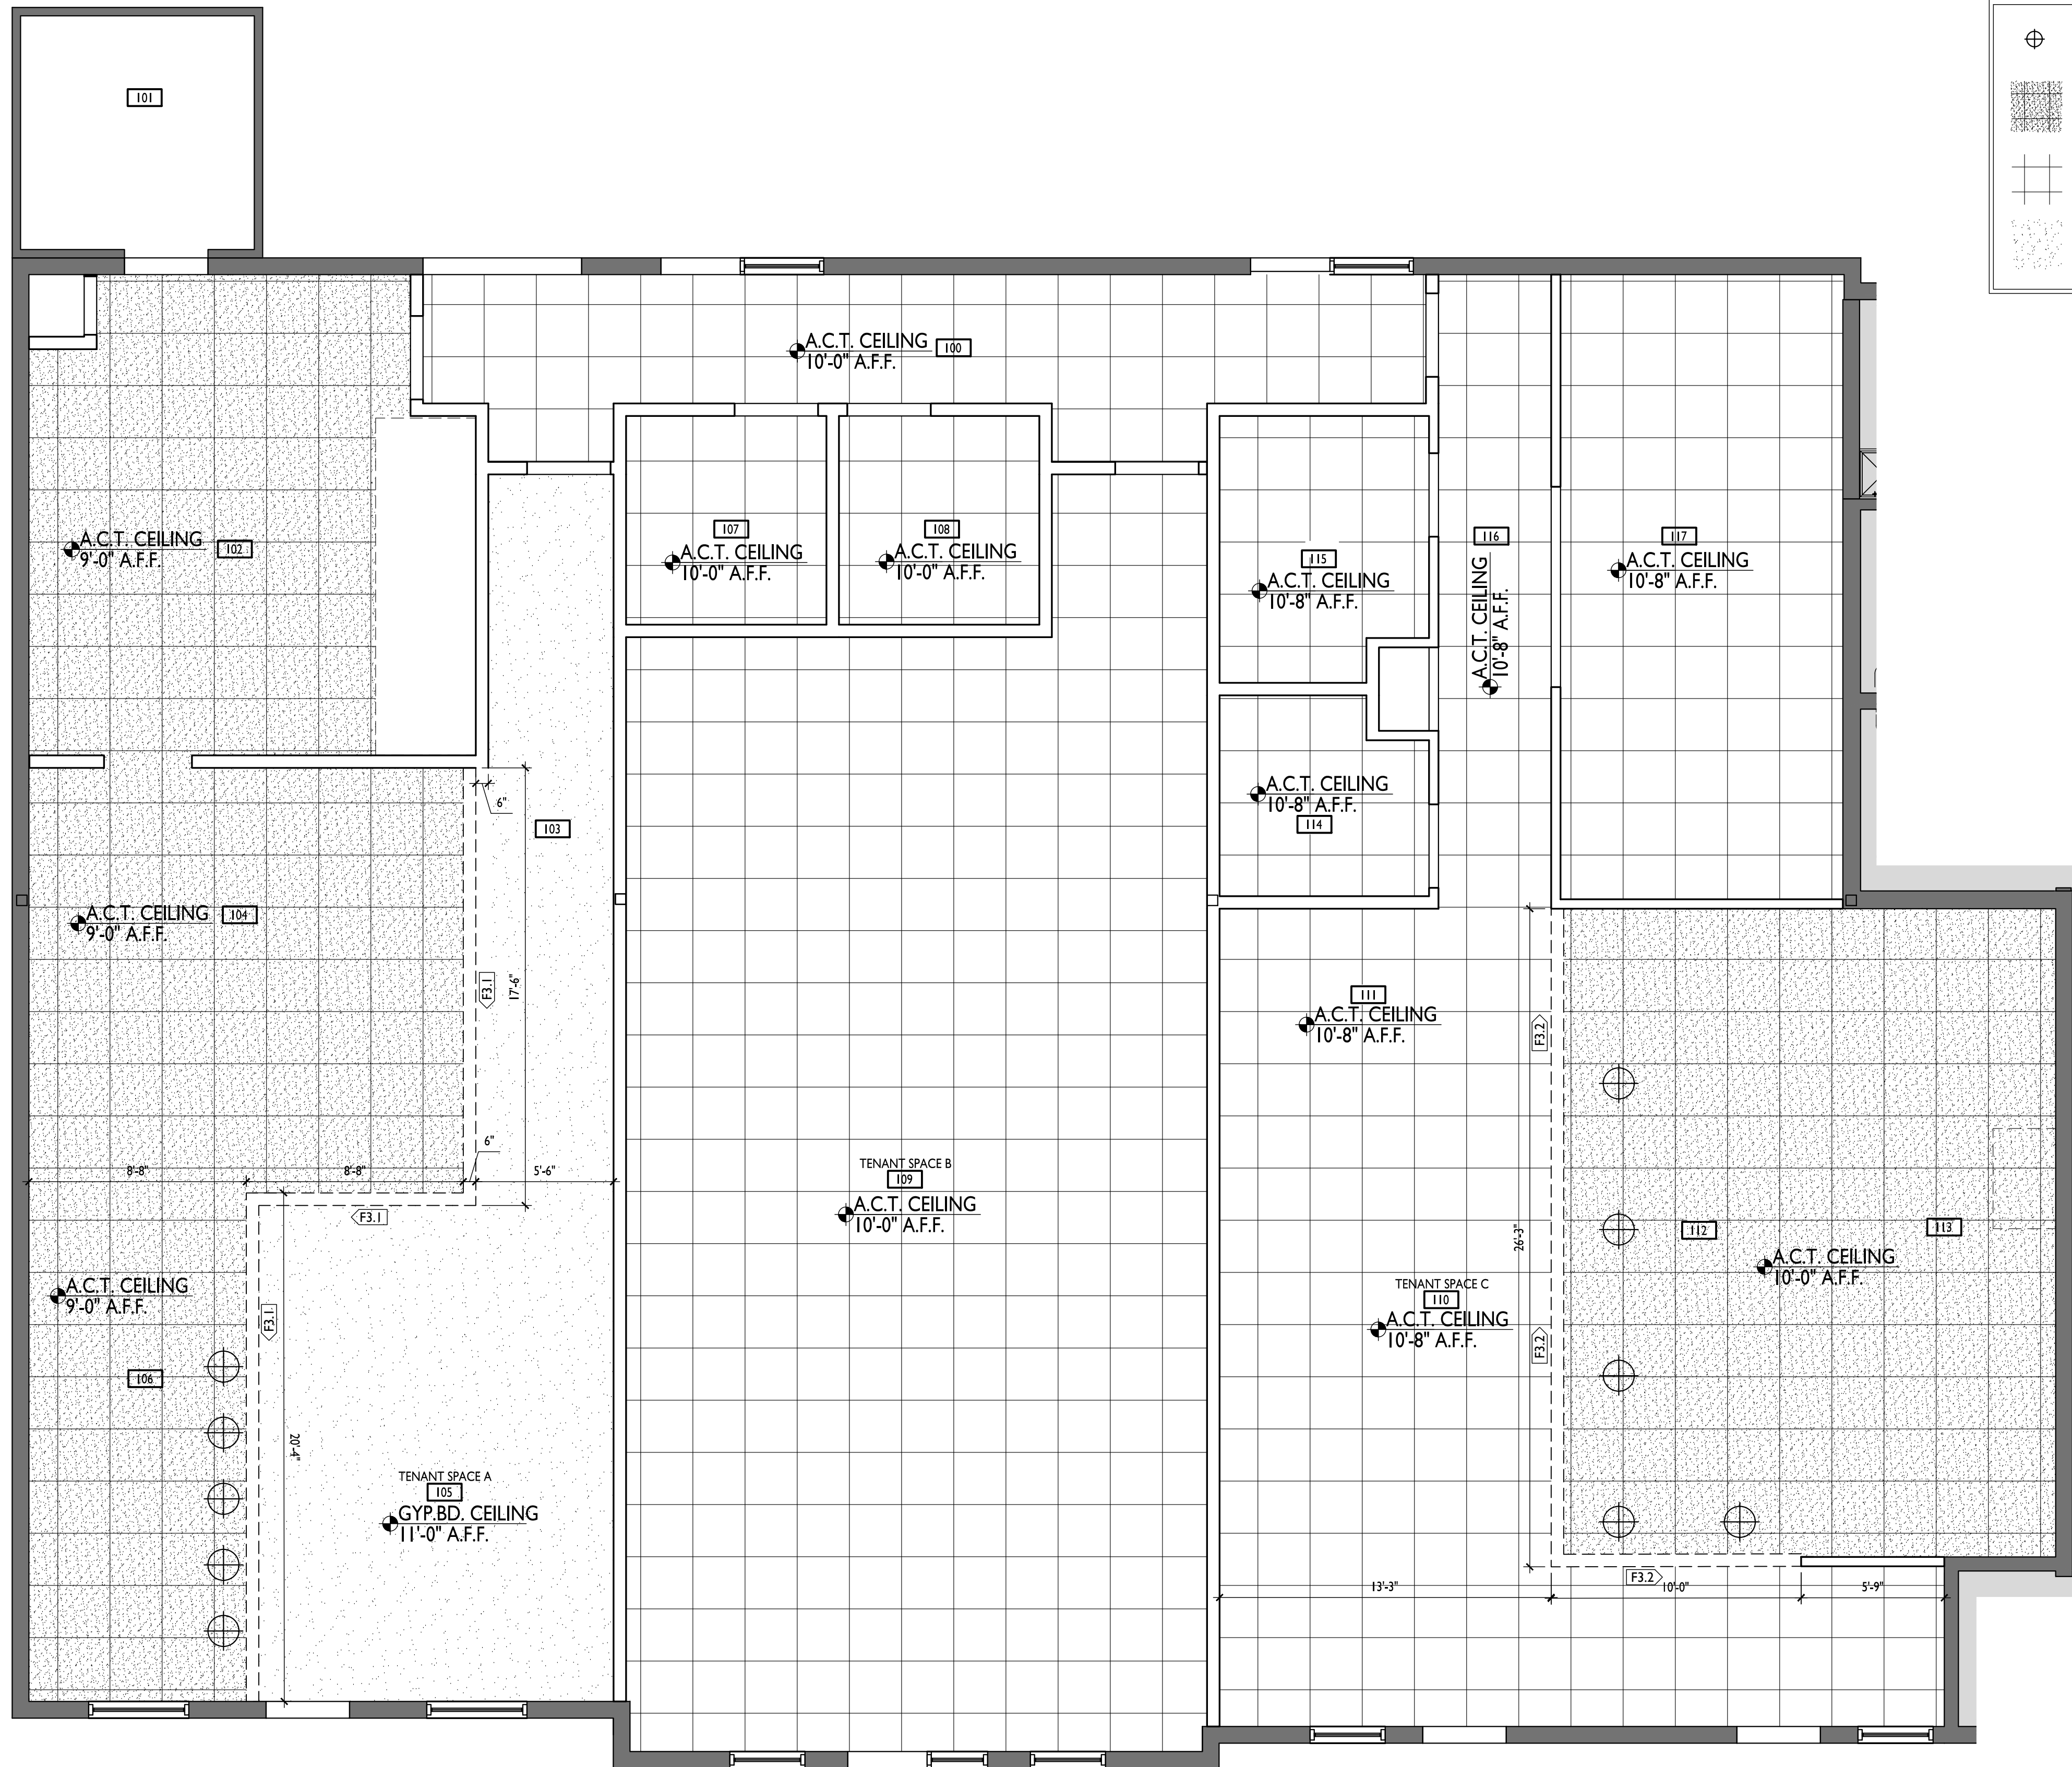 101
A.C.T. CEILING
10'-0" A.F.F.
100
A.C.T. CEILING
9'-0" A.F.F.
102
107
A.C.T. CEILING
10'-0" A.F.F.
108
A.C.T. CEILING
10'-0" A.F.F.
115
A.C.T. CEILING
10'-8" A.F.F.
116
A.C.T. CEILING
10'-8" A.F.F.
117
A.C.T. CEILING
10'-8" A.F.F.
6"
103
A.C.T. CEILING
10'-8" A.F.F.
114
A.C.T. CEILING
9'-0" A.F.F.
104
F3.1
17'-6"
111
A.C.T. CEILING
10'-8" A.F.F.
F3.2
6"
8'-8"
8'-8"
5'-6"
F3.1
TENANT SPACE B
109
A.C.T. CEILING
10'-0" A.F.F.
26'-3"
112
113
A.C.T. CEILING
10'-0" A.F.F.
A.C.T. CEILING
9'-0" A.F.F.
F3.1
TENANT SPACE C
110
A.C.T. CEILING
10'-8" A.F.F.
F3.2
106
20'-4"
TENANT SPACE A
105
GYP.BD. CEILING
11'-0" A.F.F.
13'-3"
F3.2
10'-0"
5'-9"